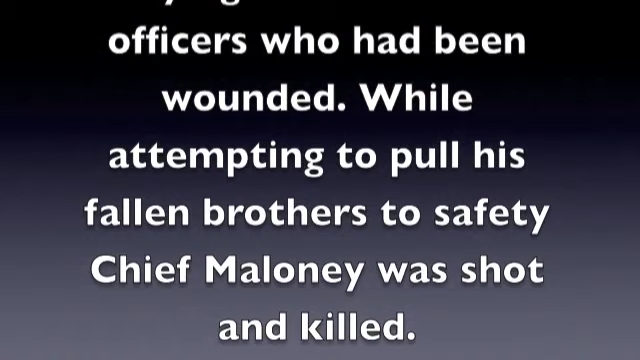 officers who had been
wounded. While
attempting to pull his
fallen brothers to safety
Chief Maloney was shot
and killed.